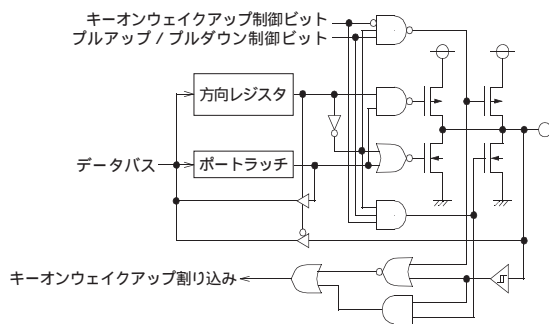 キーオンウェイクアップ制御ビット
プルアップ / プルダウン制御ビット
方向レジスタ
データバス
ポートラッチ
キーオンウェイクアップ割り込み